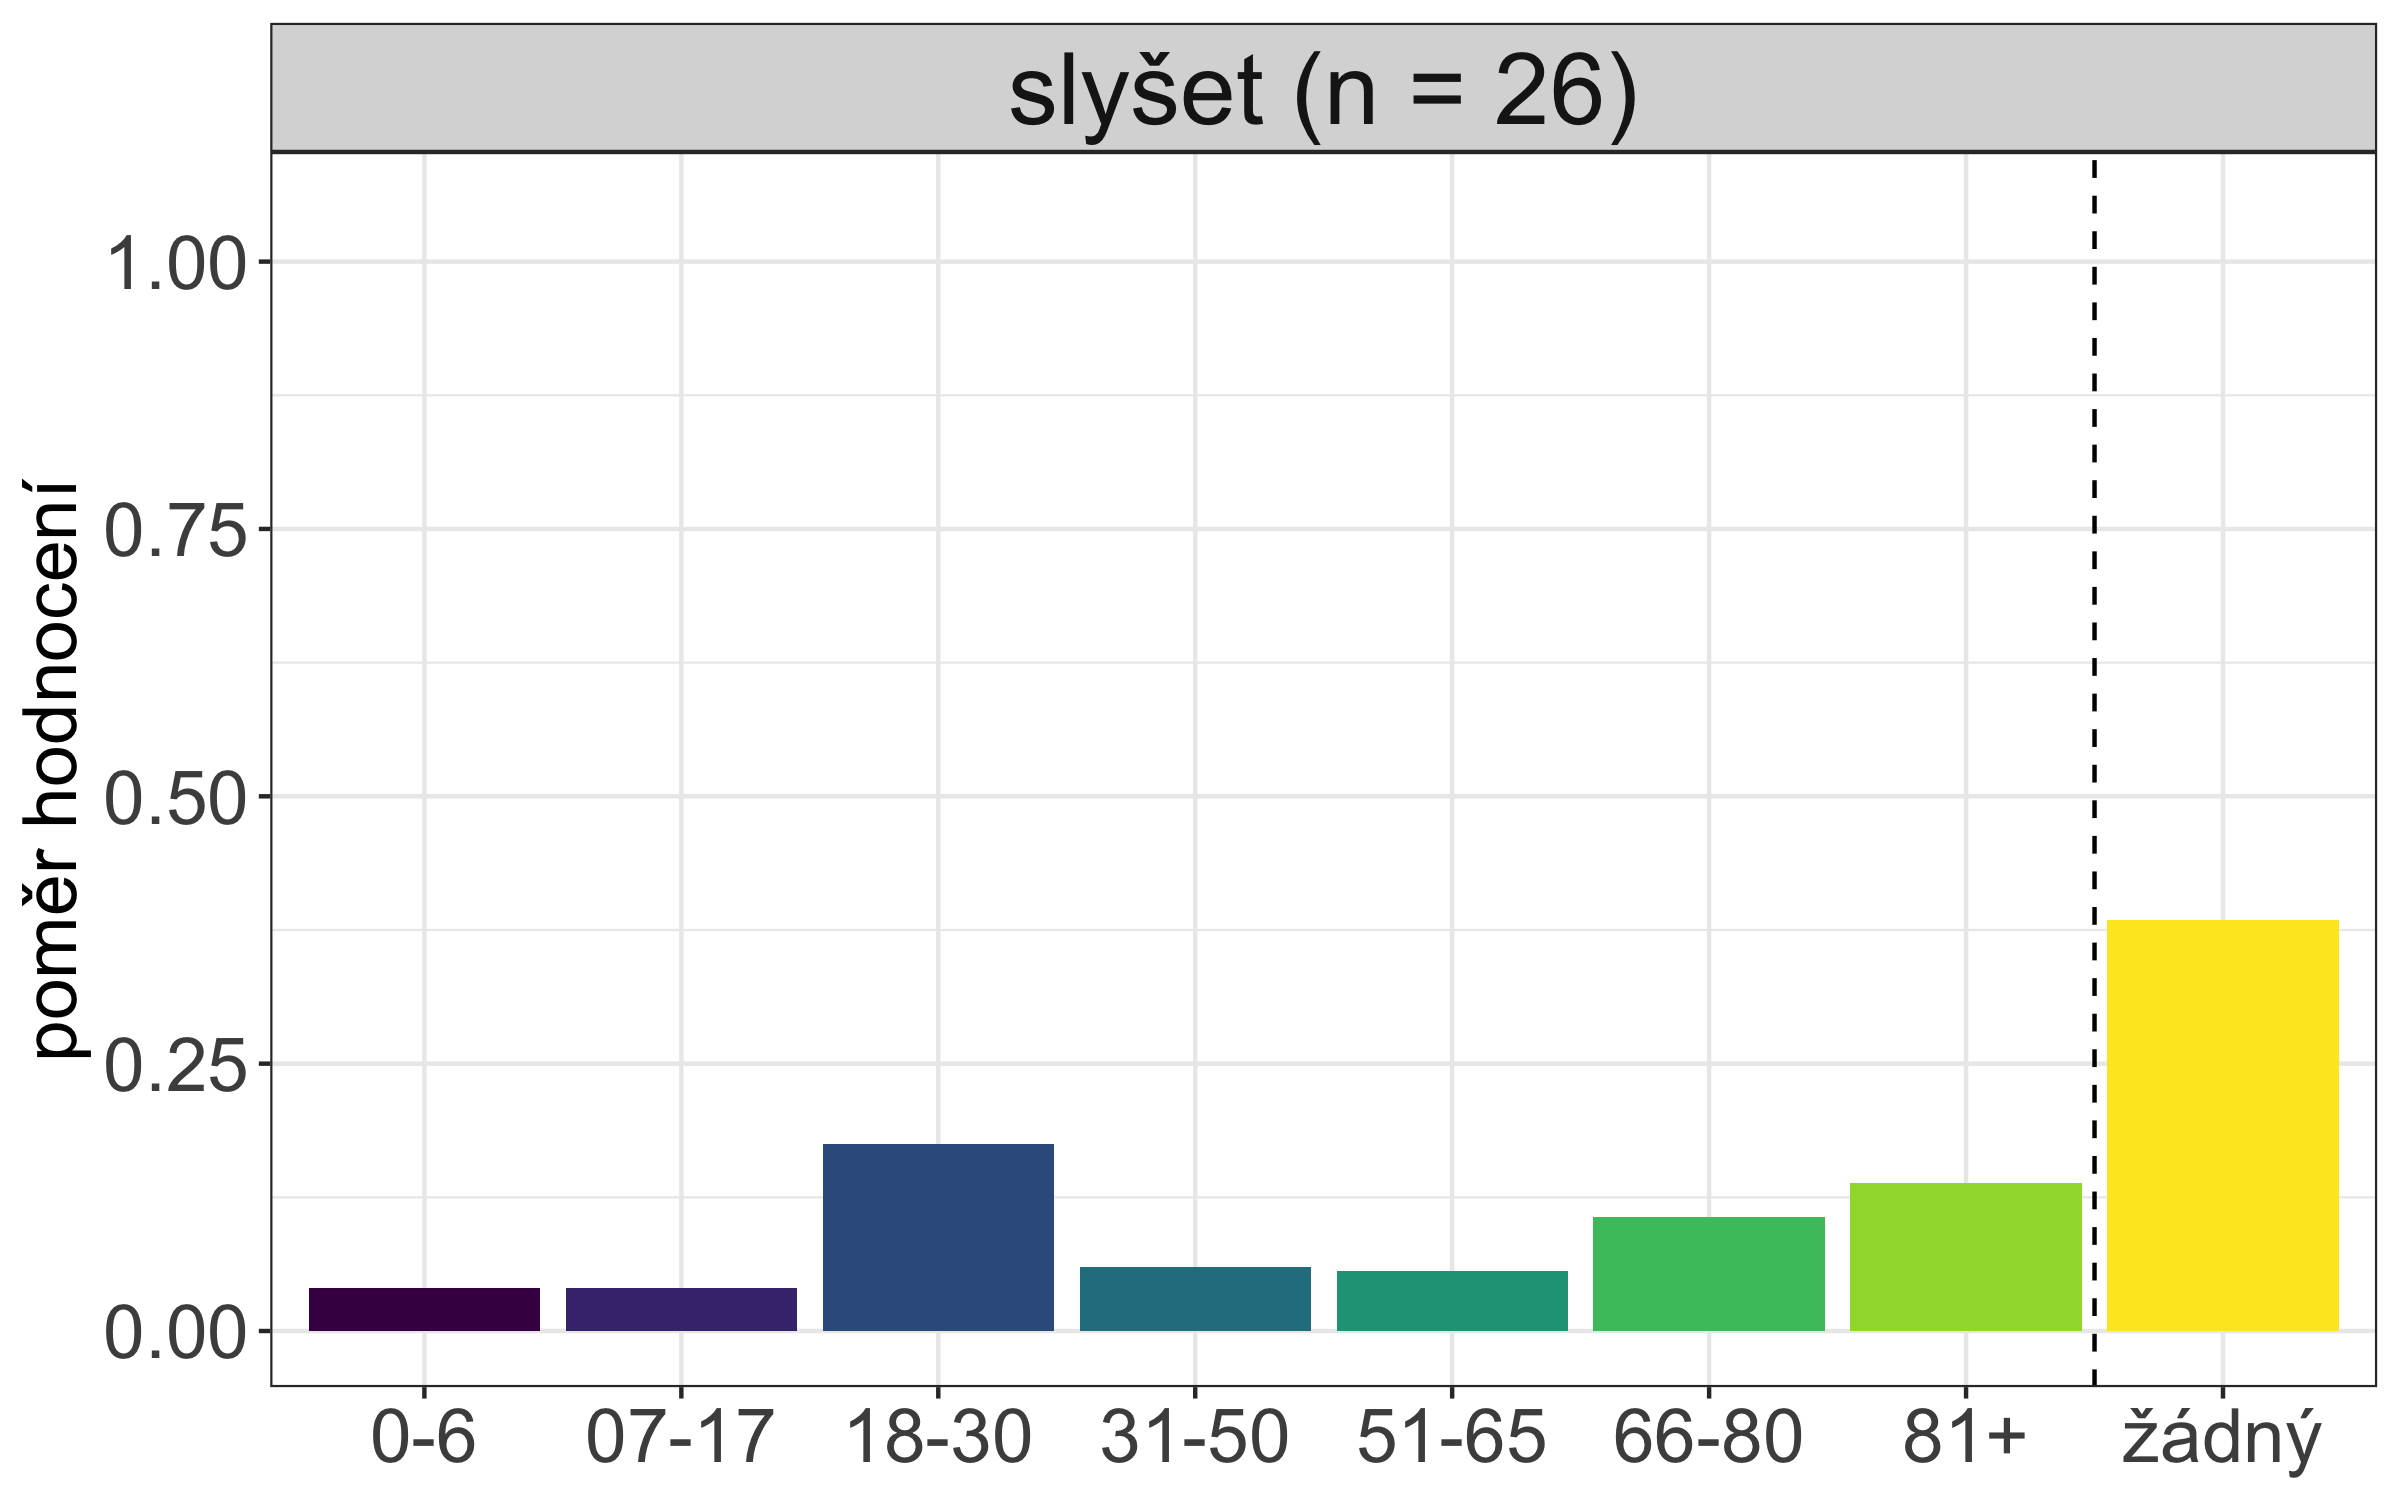 slyšet (n = 26)
poměr hodnocení
1.00
0.75
0.50
0.25
0.00
0-6 07-17 18-30 31-50 51-65 66-80 81+ žádný